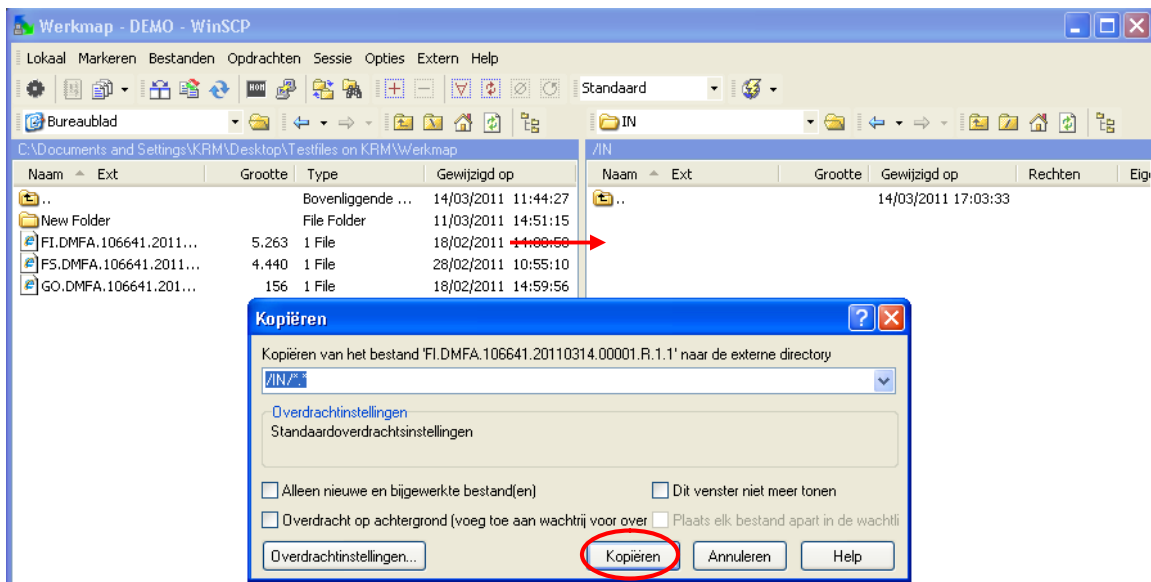 Werkmap - DEMO - WinSCP
Lokaal Markeren Bestanden Opdrachten Sessie Opties Extern Help
Standaard
Bureaublad
IN
C:\Documents and Settings\KRM\Desktop\Testfiles on KRM\Werkmap
/IN
Naam Ext Grootte Type Gewijzigd op
Naam Ext Grootte Gewijzigd op Rechten Eig
.. Bovenliggende ... 14/03/2011 11:44:27
.. 14/03/2011 17:03:33
New Folder File Folder 11/03/2011 14:51:15
FI.DMFA.106641.2011... 5.263 1 File 18/02/2011
FS.DMFA.106641.2011... 4.440 1 File 28/02/2011 10:55:10
GO.DMFA.106641.201... 156 1 File 18/02/2011 14:59:56
Kopiëren
Kopiëren van het bestand 'FI.DMFA.106641.20110314.00001.R.1.1' naar de externe directory
/IN/*.*
Overdrachtinstellingen
Standaardoverdrachtsinstellingen
Alleen nieuwe en bijgewerkte bestand(en)
Dit venster niet meer tonen
Overdracht op achtergrond (voeg toe aan wachtrij voor over
Plaats elk bestand apart in de wachtli
Overdrachtinstellingen... Kopiëren Annuleren Help